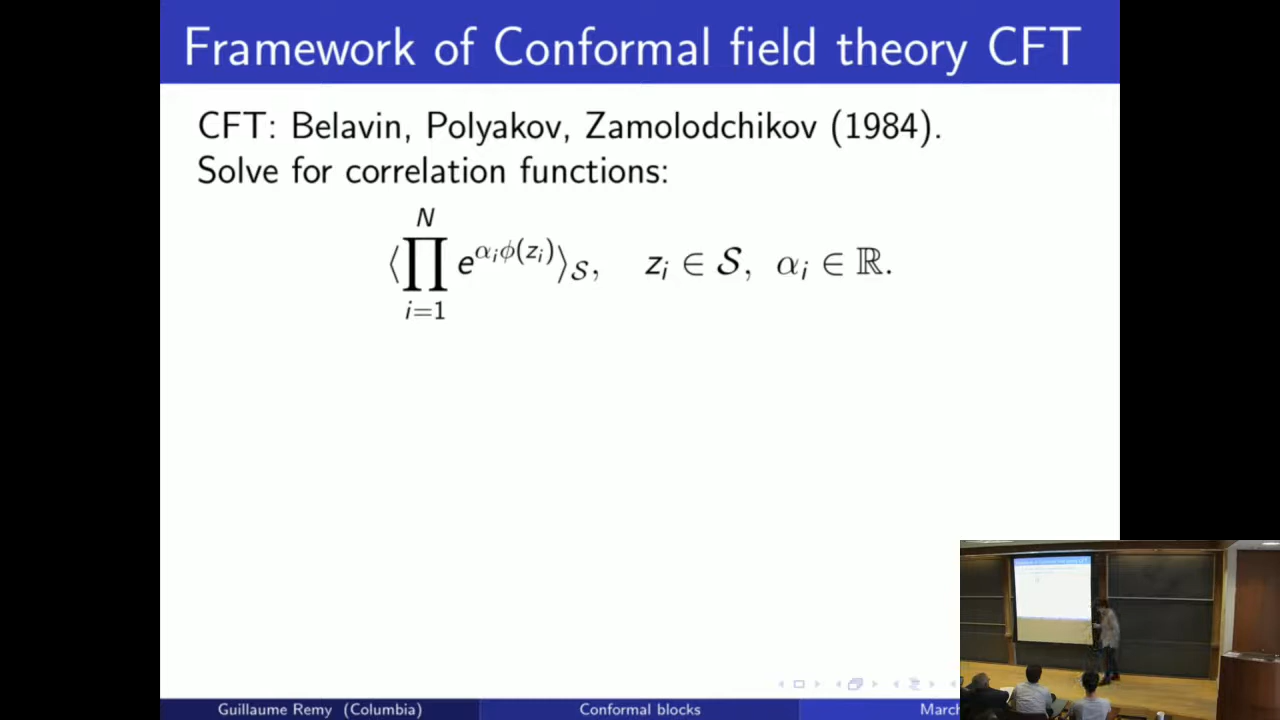 Framework of Conformal field theory CFT
CFT: Belavin, Polyakov, Zamolodchikov (1984).
Solve for correlation functions:
⟨∏_{i=1}^{N} e^{α_i φ(z_i)}⟩_𝒮,  z_i ∈ 𝒮, α_i ∈ ℝ.
Guillaume Remy (Columbia) Conformal blocks March